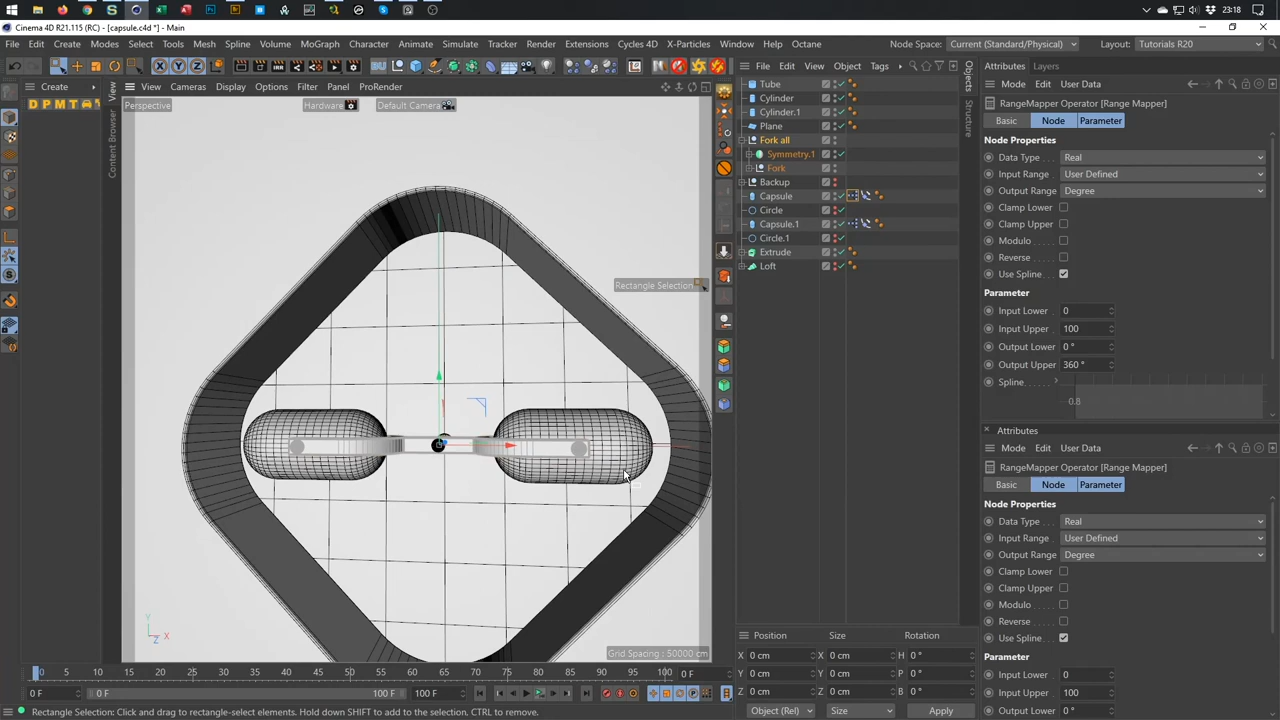 23:18
Cinema 4D R21.115 (RC) - [capsule.c4d *] - Main
File Edit Create Modes Select Tools Mesh Spline Volume MoGraph Character Animate Simulate Tracker Render Extensions Cycles 4D X-Particles Window Help Octane
Node Space: Current (Standard/Physical) Layout: Tutorials R20
Create
View Cameras Display Options Filter Panel ProRender
File Edit View Object Tags
Attributes Layers
Mode Edit User Data
Perspective
Hardware
Default Camera
D P M T
View
Content Browser
Objects
Structure
Tube
Cylinder
Cylinder.1
Plane
Fork all
Symmetry.1
Fork
Backup
Capsule
Circle
Capsule.1
Circle.1
Extrude
Loft
RangeMapper Operator [Range Mapper]
Basic Node Parameter
Node Properties
Data Type Real
Input Range User Defined
Output Range Degree
Clamp Lower
Clamp Upper
Modulo
Reverse
Use Spline
Parameter
Input Lower 0
Input Upper 100
Output Lower 0 °
Output Upper 360 °
Spline
0.8
Rectangle Selection
Attributes
Mode Edit User Data
RangeMapper Operator [Range Mapper]
Basic Node Parameter
Node Properties
Data Type Real
Input Range User Defined
Output Range Degree
Clamp Lower
Clamp Upper
Modulo
Reverse
Use Spline
Parameter
Input Lower 0
Input Upper 100
Output Lower 0 °
Y
Z X
Grid Spacing : 50000 cm
Position Size Rotation
X 0 cm X 0 cm H 0 °
Y 0 cm Y 0 cm P 0 °
Z 0 cm Z 0 cm B 0 °
Object (Rel) Size Apply
0 5 10 15 20 25 30 35 40 45 50 55 60 65 70 75 80 85 90 95 100 0 F
0 F 0 F 100 F 100 F
Rectangle Selection: Click and drag to rectangle-select elements. Hold down SHIFT to add to the selection, CTRL to remove.